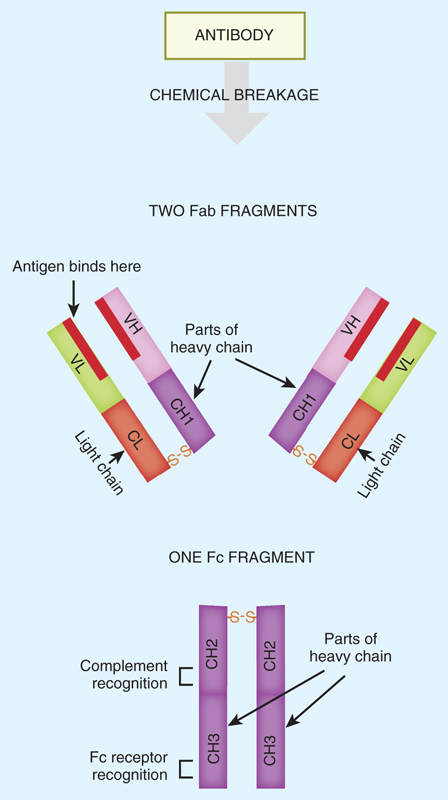 ANTIBODY
CHEMICAL BREAKAGE
TWO Fab FRAGMENTS
Antigen binds here
VL
VH
CL
CH1
S-S
Light chain
Parts of
heavy chain
VH
VL
CH1
CL
S-S
Light chain
ONE Fc FRAGMENT
-S-S-
CH2
CH2
Complement
recognition
Parts of
heavy chain
CH3
CH3
Fc receptor
recognition